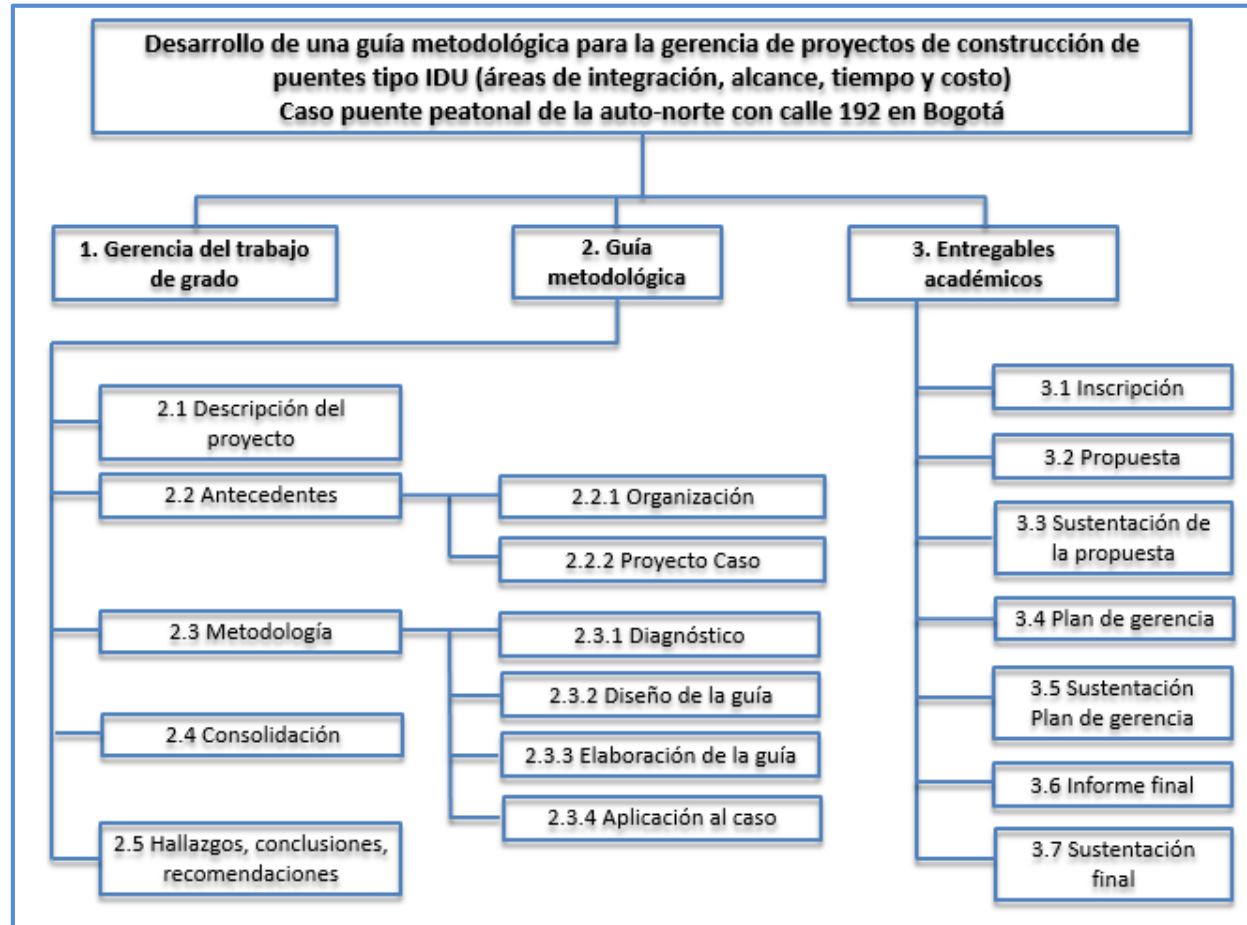 Desarrollo de una guía metodológica para la gerencia de proyectos de construcción de
puentes tipo IDU (áreas de integración, alcance, tiempo y costo)
Caso puente peatonal de la auto-norte con calle 192 en Bogotá
1. Gerencia del trabajo
de grado
2. Guía
metodológica
3. Entregables
académicos
2.1 Descripción del
proyecto
2.2 Antecedentes
2.2.1 Organización
2.2.2 Proyecto Caso
2.3 Metodología
2.3.1 Diagnóstico
2.3.2 Diseño de la guía
2.3.3 Elaboración de la guía
2.3.4 Aplicación al caso
2.4 Consolidación
2.5 Hallazgos, conclusiones,
recomendaciones
3.1 Inscripción
3.2 Propuesta
3.3 Sustentación de
la propuesta
3.4 Plan de gerencia
3.5 Sustentación
Plan de gerencia
3.6 Informe final
3.7 Sustentación
final